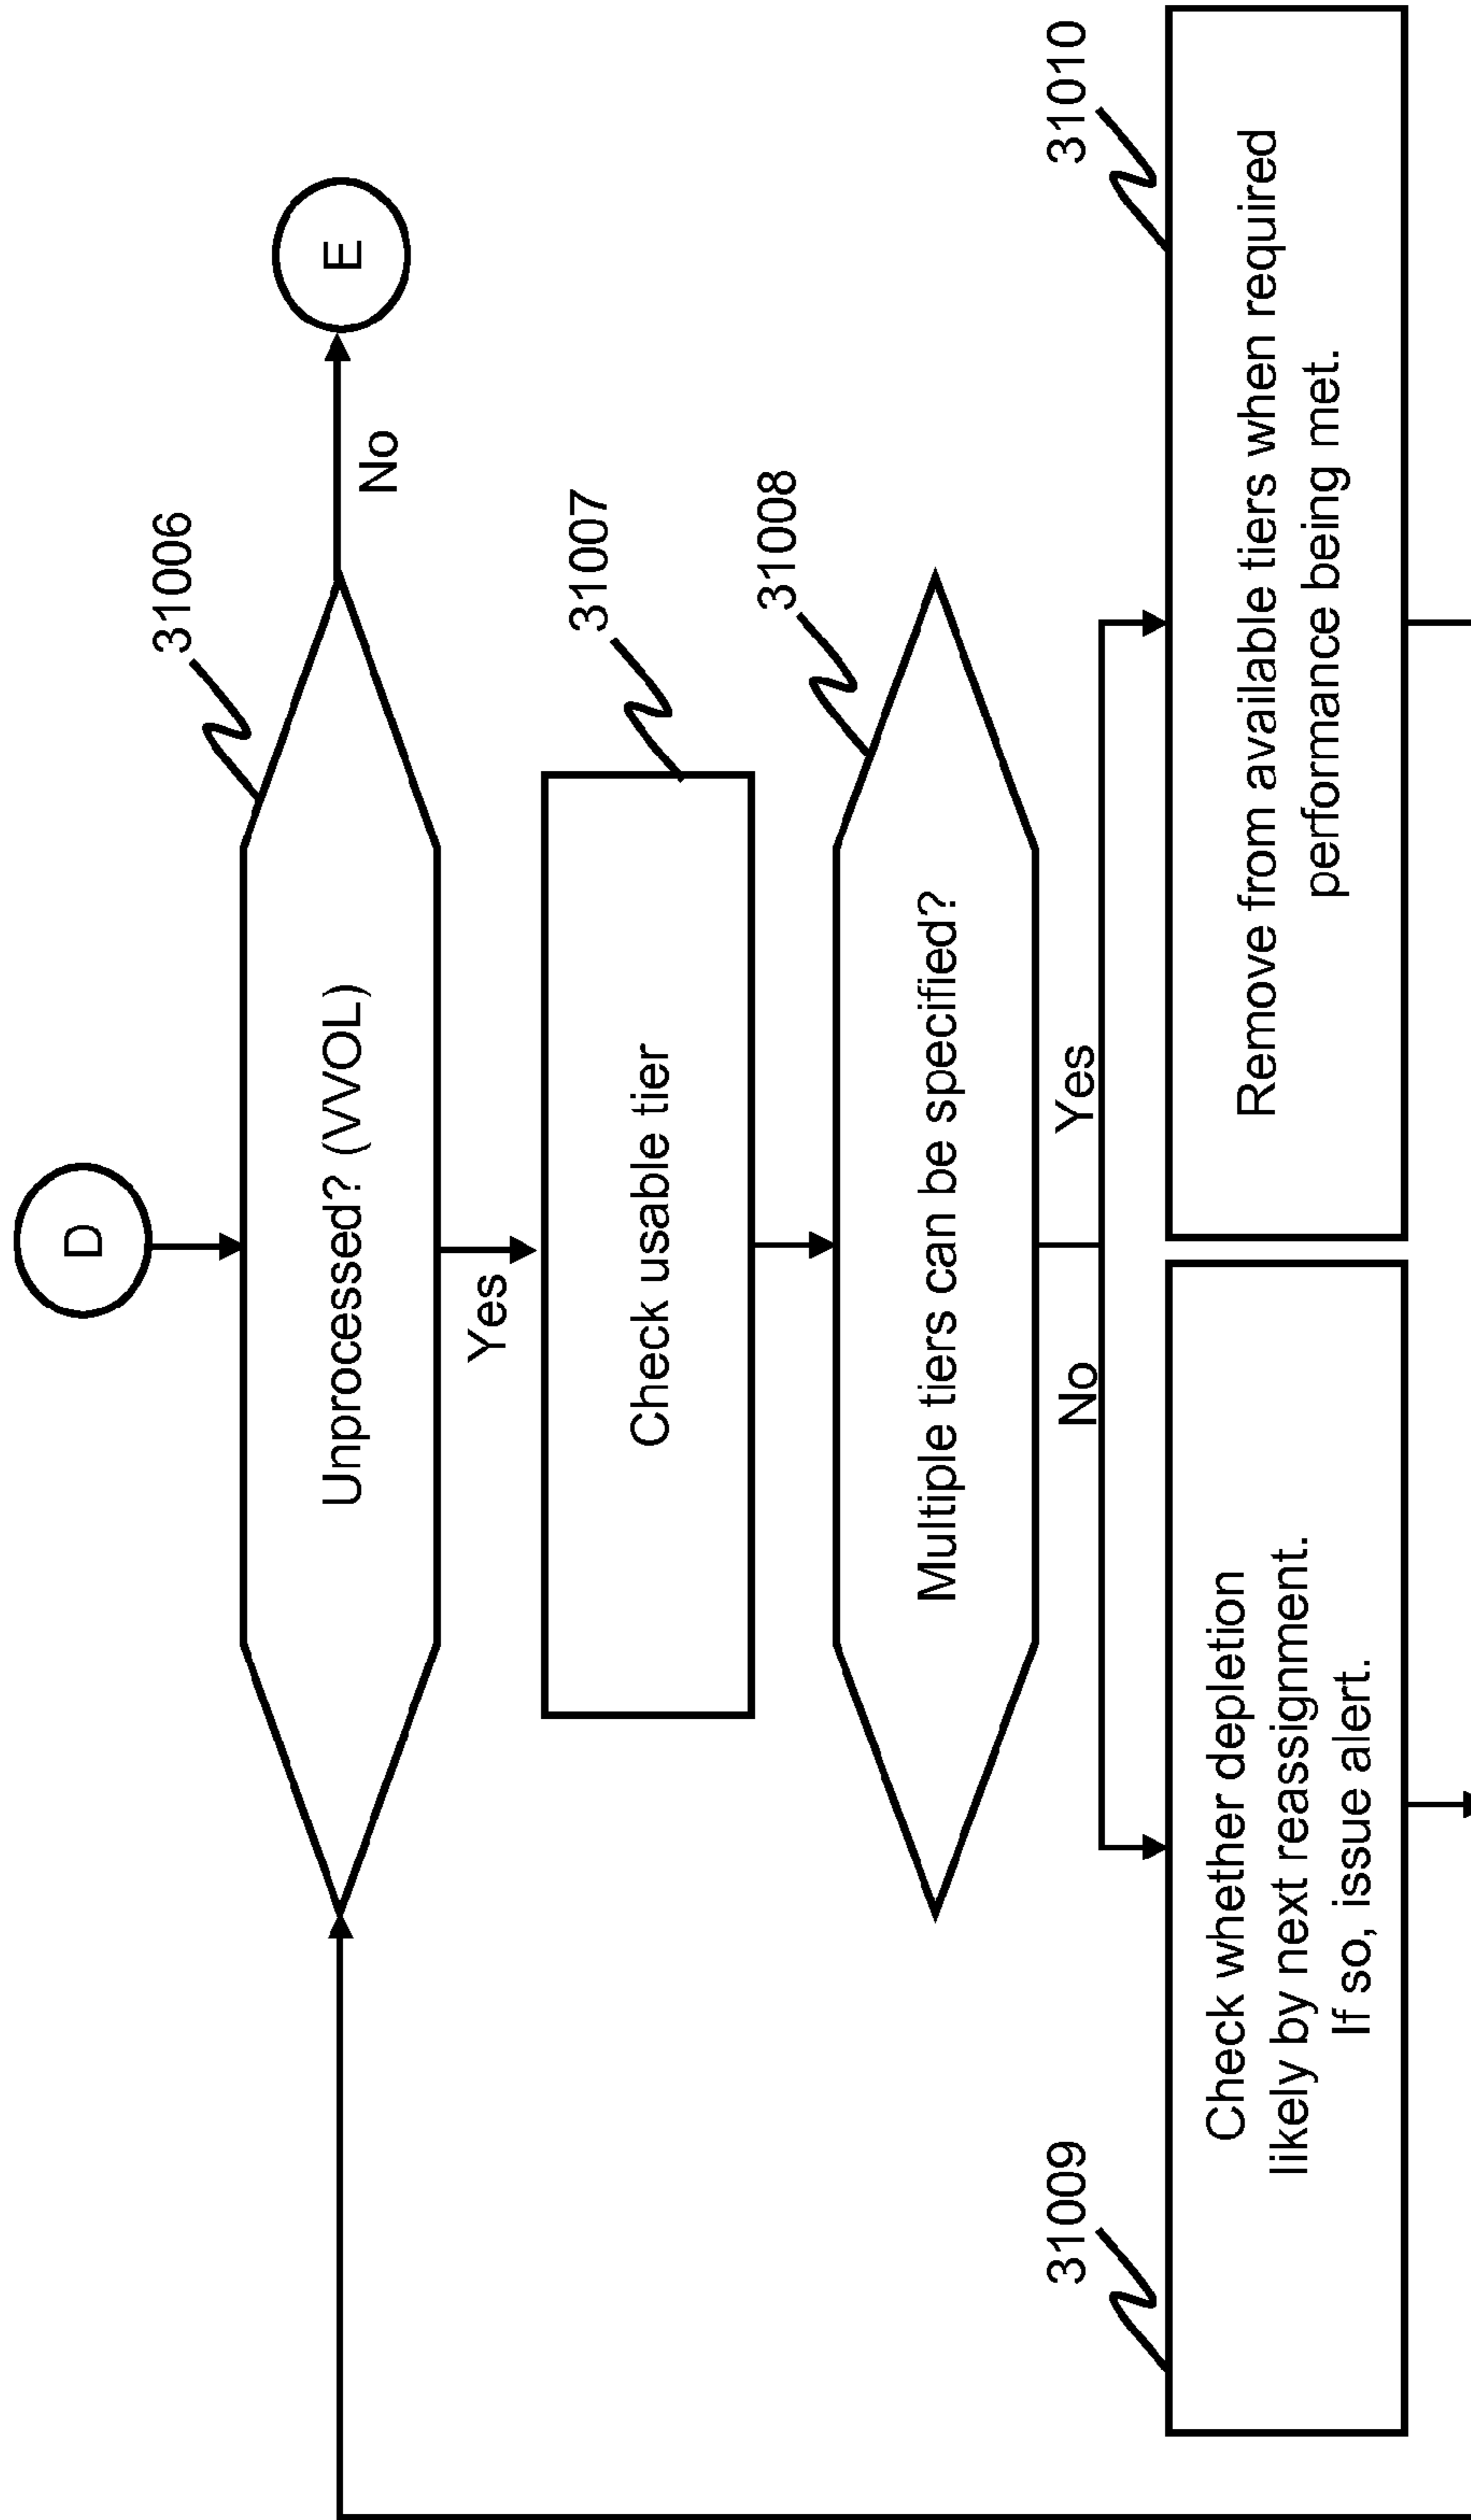 D
31006
Unprocessed? (VVOL)
No
E
Yes
31007
Check usable tier
31008
Multiple tiers can be specified?
No
Yes
31009
Check whether depletion
likely by next reassignment.
If so, issue alert.
31010
Remove from available tiers when required
performance being met.